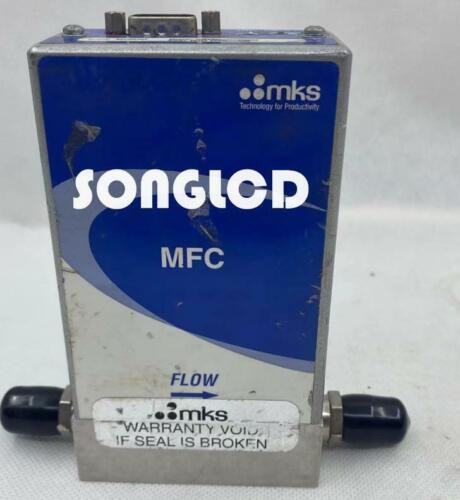 mks
Technology for Productivity
SONGLCD
MFC
FLOW
mks
WARRANTY VOID
IF SEAL IS BROKEN